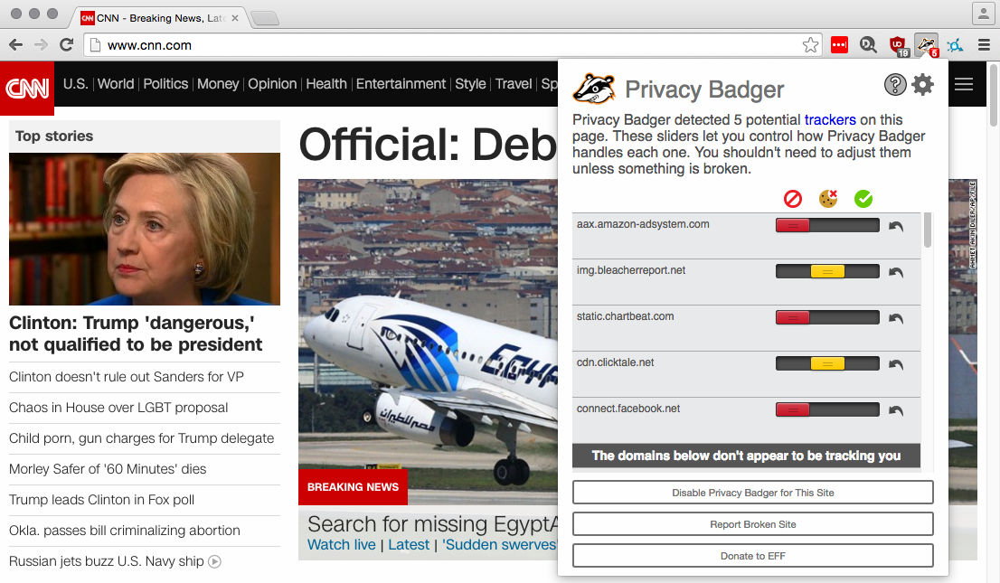 CNN - Breaking News, Late
www.cnn.com
UD
19
5
CNN
U.S.
World
Politics
Money
Opinion
Health
Entertainment
Style
Travel
Sp
Top stories
Clinton: Trump 'dangerous,'
not qualified to be president
Clinton doesn't rule out Sanders for VP
Chaos in House over LGBT proposal
Child porn, gun charges for Trump delegate
Morley Safer of '60 Minutes' dies
Trump leads Clinton in Fox poll
Okla. passes bill criminalizing abortion
Russian jets buzz U.S. Navy ship
Official: Deb
EGYPT
مصر للطيران
BREAKING NEWS
Search for missing EgyptA
Watch live | Latest | 'Sudden swerves'
Privacy Badger
Privacy Badger detected 5 potential trackers on this
page. These sliders let you control how Privacy Badger
handles each one. You shouldn't need to adjust them
unless something is broken.
aax.amazon-adsystem.com
img.bleacherreport.net
static.chartbeat.com
cdn.clicktale.net
connect.facebook.net
The domains below don't appear to be tracking you
Disable Privacy Badger for This Site
Report Broken Site
Donate to EFF